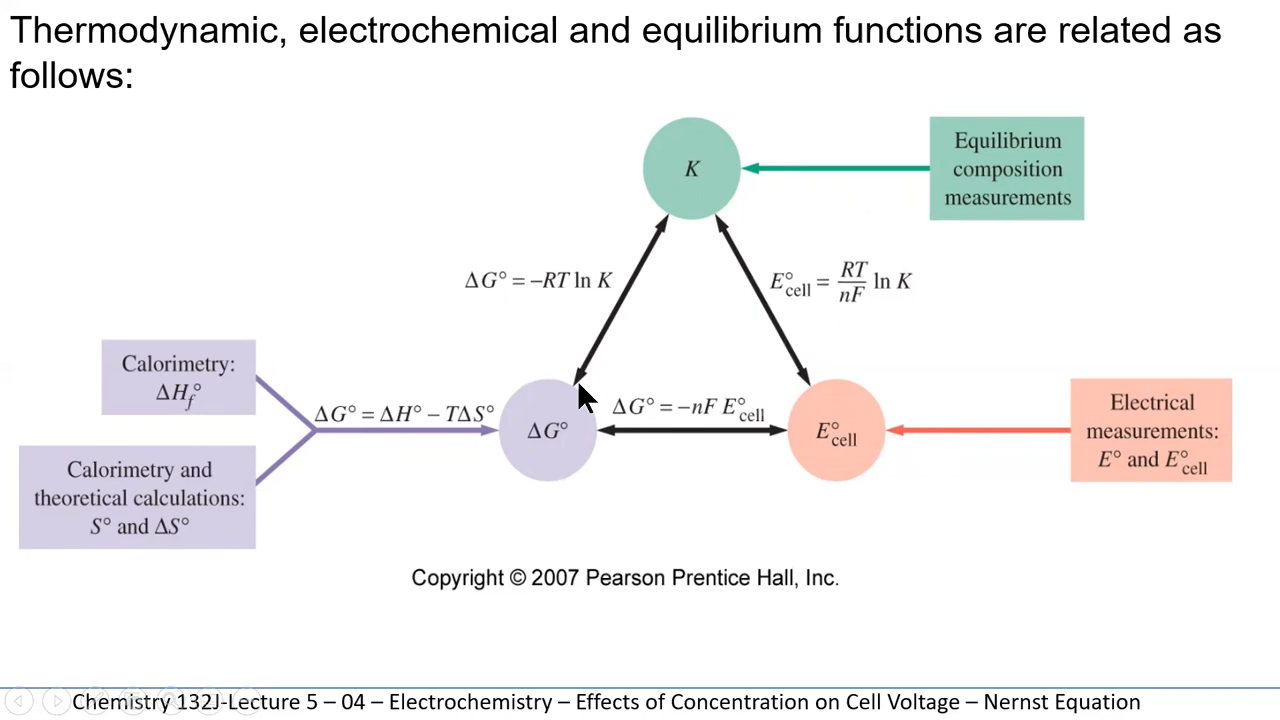 Thermodynamic, electrochemical and equilibrium functions are related as
follows:
K
Equilibrium
composition
measurements
ΔG° = –RT ln K
E°cell = RT/nF ln K
Calorimetry:
ΔHf°
ΔG° = ΔH° – TΔS°
ΔG° = –nF E°cell
ΔG°
E°cell
Electrical
measurements:
E° and E°cell
Calorimetry and
theoretical calculations:
S° and ΔS°
Copyright © 2007 Pearson Prentice Hall, Inc.
Chemistry 132J-Lecture 5 – 04 – Electrochemistry – Effects of Concentration on Cell Voltage – Nernst Equation